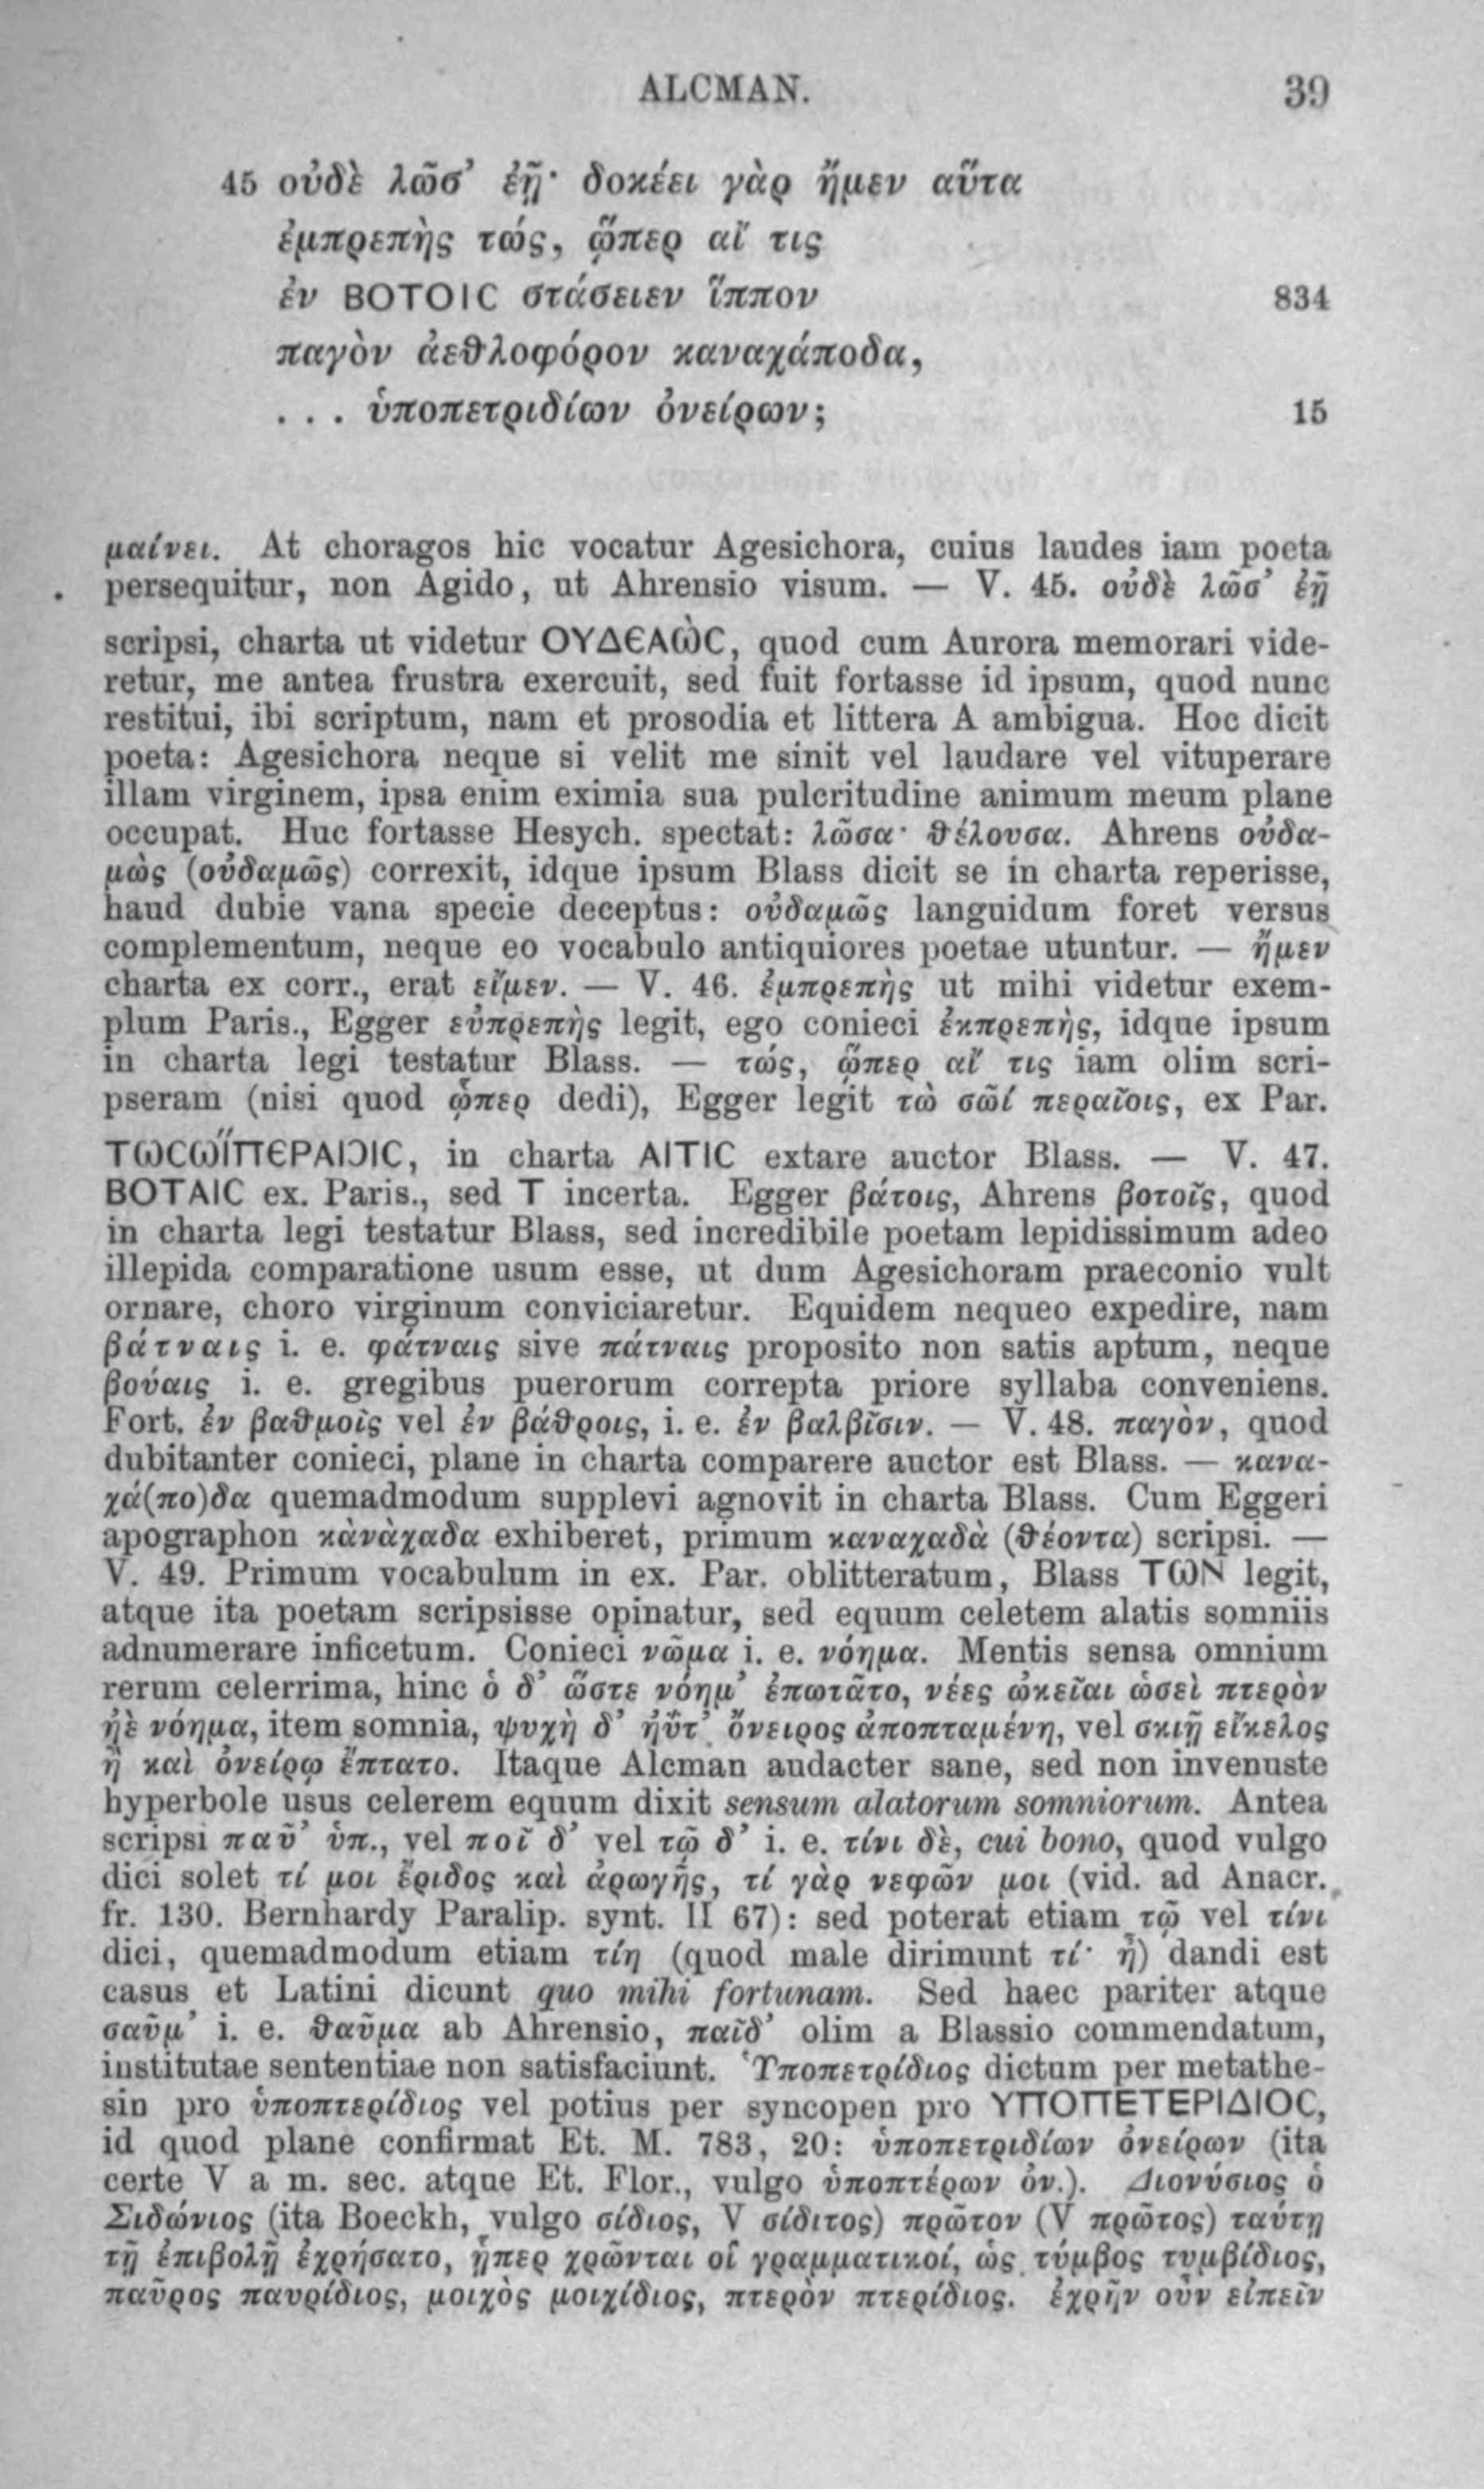 ALCMAN. 39
45 οὐδὲ λῶσ’ ἐῇ· δοκέει γὰρ ἤμεν αὔτα
ἐμπρεπὴς τώς, ᾥπερ αἴ τις
ἐν ΒΟΤΟΙϹ στάσειεν ἵππον 834
παγὸν ἀεθλοφόρον καναχάποδα,
. . . ὑποπετριδίων ὀνείρων; 15
μαίνει. At choragos hic vocatur Agesichora, cuius laudes iam poeta
persequitur, non Agido, ut Ahrensio visum. — V. 45. οὐδὲ λῶσ’ ἐῇ
scripsi, charta ut videtur ΟΥΔΕΑѠ̀Ϲ, quod cum Aurora memorari vide-
retur, me antea frustra exercuit, sed fuit fortasse id ipsum, quod nunc
restitui, ibi scriptum, nam et prosodia et littera A ambigua. Hoc dicit
poeta: Agesichora neque si velit me sinit vel laudare vel vituperare
illam virginem, ipsa enim eximia sua pulcritudine animum meum plane
occupat. Huc fortasse Hesych. spectat: λῶσα· θέλουσα. Ahrens οὐδα-
μὼς (οὐδαμῶς) correxit, idque ipsum Blass dicit se in charta reperisse,
haud dubie vana specie deceptus: οὐδαμῶς languidum foret versus
complementum, neque eo vocabulo antiquiores poetae utuntur. — ἤμεν
charta ex corr., erat εἴμεν. — V. 46. ἐμπρεπὴς ut mihi videtur exem-
plum Paris., Egger εὐπρεπὴς legit, ego conieci ἐκπρεπὴς, idque ipsum
in charta legi testatur Blass. — τώς, ᾥπερ αἴ τις iam olim scri-
pseram (nisi quod ᾧπερ dedi), Egger legit τὼ σῶί περαῖοις, ex Par.
ΤѠϹѠΪΠΕΡΑΙƆΙϹ, in charta ΑΙΤΙϹ extare auctor Blass. — V. 47.
ΒΟΤΑΙϹ ex. Paris., sed T incerta. Egger βάτοις, Ahrens βοτοῖς, quod
in charta legi testatur Blass, sed incredibile poetam lepidissimum adeo
illepida comparatione usum esse, ut dum Agesichoram praeconio vult
ornare, choro virginum conviciaretur. Equidem nequeo expedire, nam
βάτναις i. e. φάτναις sive πάτναις proposito non satis aptum, neque
βούαις i. e. gregibus puerorum correpta priore syllaba conveniens.
Fort. ἐν βαθμοῖς vel ἐν βάθροις, i. e. ἐν βαλβῖσιν. — V. 48. παγὸν, quod
dubitanter conieci, plane in charta comparere auctor est Blass. — κανα-
χά(πο)δα quemadmodum supplevi agnovit in charta Blass. Cum Eggeri
apographon κὰνὰχαδα exhiberet, primum καναχαδὰ (θέοντα) scripsi. —
V. 49. Primum vocabulum in ex. Par. oblitteratum, Blass ΤѠΝ legit,
atque ita poetam scripsisse opinatur, sed equum celetem alatis somniis
adnumerare inficetum. Conieci νῶμα i. e. νόημα. Mentis sensa omnium
rerum celerrima, hinc ὁ δ’ ὥστε νόημ’ ἐπωτᾶτο, νέες ὠκεῖαι ὡσεὶ πτερὸν
ἠὲ νόημα, item somnia, ψυχὴ δ’ ἠΰτ’ ὄνειρος ἀποπταμένη, vel σκιῇ εἴκελος
ἢ καὶ ὀνείρῳ ἔπτατο. Itaque Alcman audacter sane, sed non invenuste
hyperbole usus celerem equum dixit sensum alatorum somniorum. Antea
scripsi παῦ’ ὑπ., vel ποῖ δ’ vel τῷ δ’ i. e. τίνι δὲ, cui bono, quod vulgo
dici solet τί μοι ἔριδος καὶ ἀρωγῆς, τί γὰρ νεφῶν μοι (vid. ad Anacr.
fr. 130. Bernhardy Paralip. synt. II 67): sed poterat etiam τῷ vel τίνι
dici, quemadmodum etiam τίη (quod male dirimunt τί· ἦ) dandi est
casus et Latini dicunt quo mihi fortunam. Sed haec pariter atque
σαῦμ’ i. e. θαῦμα ab Ahrensio, παῖδ’ olim a Blassio commendatum,
institutae sententiae non satisfaciunt. Ὑποπετρίδιος dictum per metathe-
sin pro ὑποπτερίδιος vel potius per syncopen pro ΥΠΟΠΕΤΕΡΙΔΙΟϹ,
id quod plane confirmat Et. M. 783, 20: ὑποπετριδίων ὀνείρων (ita
certe V a m. sec. atque Et. Flor., vulgo ὑποπτέρων ὀν.). Διονύσιος ὁ
Σιδώνιος (ita Boeckh, vulgo σίδιος, V σίδιτος) πρῶτον (V πρῶτος) ταύτῃ
τῇ ἐπιβολῇ ἐχρήσατο, ᾗπερ χρῶνται οἱ γραμματικοί, ὡς τύμβος τυμβίδιος,
παῦρος παυρίδιος, μοιχὸς μοιχίδιος, πτερὸν πτερίδιος. ἐχρῆν οὖν εἰπεῖν